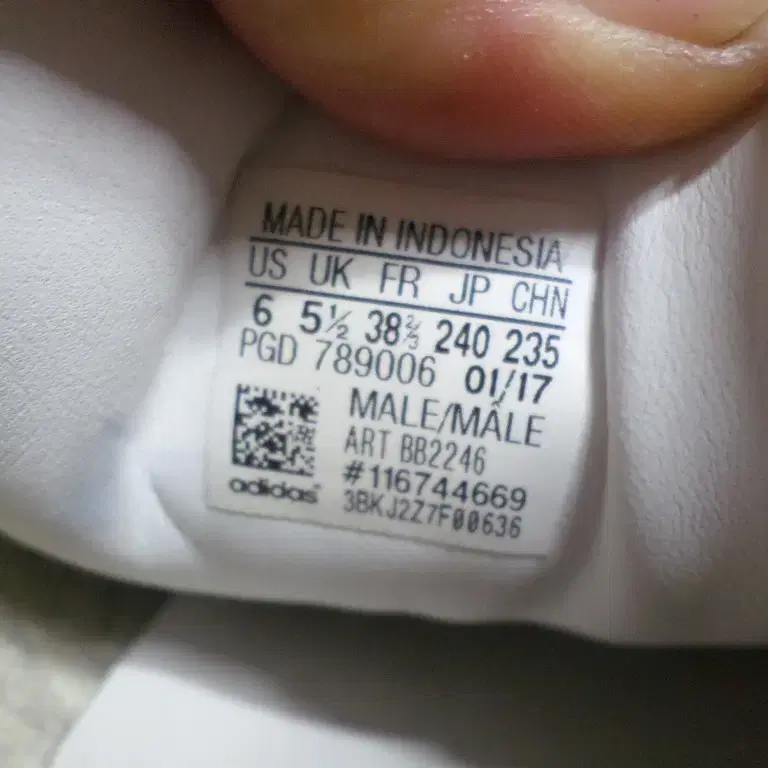 MADE IN INDONESIA
US UK FR JP CHN
6 5½ 38⅔ 240 235
PGD 789006 01/17
MALE/MÂLE
ART BB2246
#116744669
adidas
3BKJ2Z7F00636